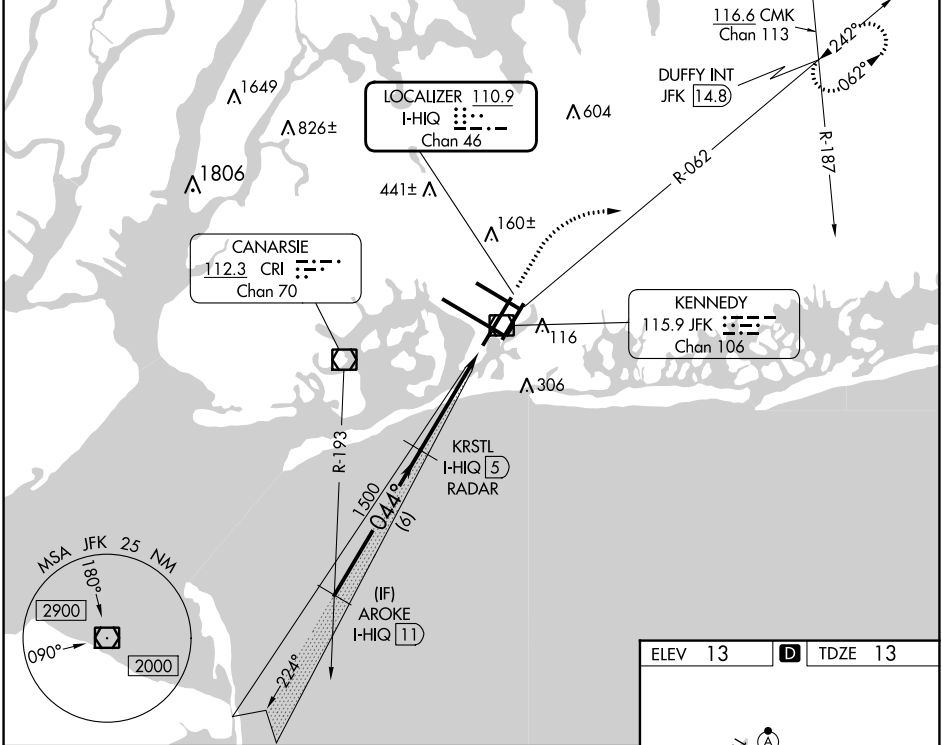 116.6 CMK
Chan 113
242°
062°
DUFFY INT
JFK 14.8
1649
826±
1806
LOCALIZER 110.9
I-HIQ
Chan 46
604
441±
160±
R-062
R-187
CANARSIE
112.3 CRI
Chan 70
KENNEDY
115.9 JFK
Chan 106
116
306
R-193
KRSTL
I-HIQ 5
RADAR
1500
044°
(6)
(IF)
AROKE
I-HIQ 11
224°
MSA JFK 25 NM
180°
2900
090°
2000
ELEV 13 D TDZE 13
A